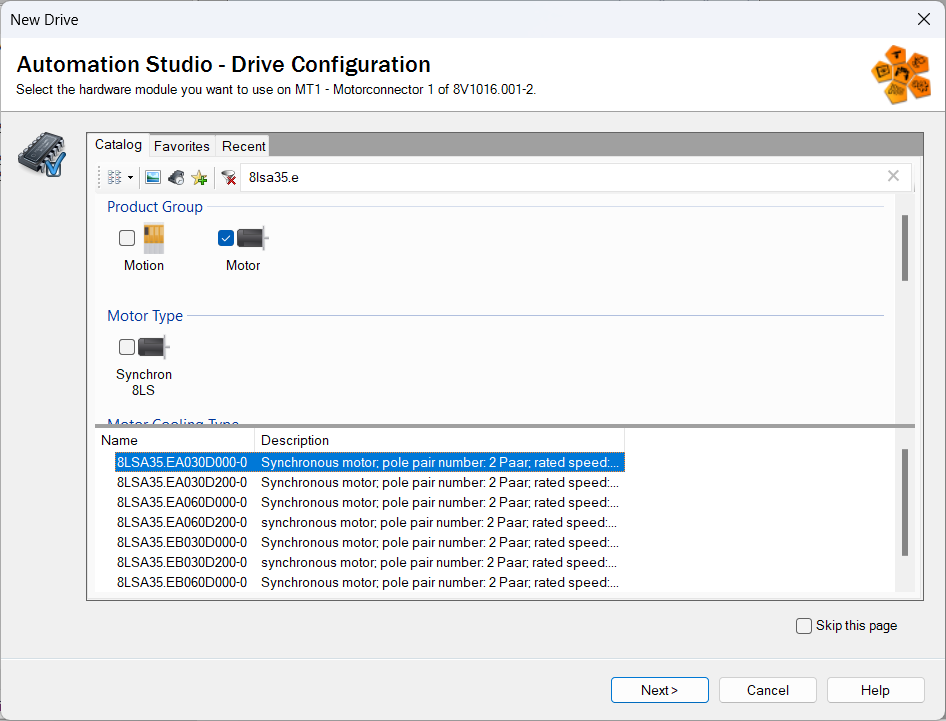 New Drive
Automation Studio - Drive Configuration
Select the hardware module you want to use on MT1 - Motorconnector 1 of 8V1016.001-2.
Catalog Favorites Recent
8lsa35.e
Product Group
Motion Motor
Motor Type
Synchron
8LS
Motor Cooling Type
Name Description
8LSA35.EA030D000-0 Synchronous motor; pole pair number: 2 Paar; rated speed:...
8LSA35.EA030D200-0 Synchronous motor; pole pair number: 2 Paar; rated speed:...
8LSA35.EA060D000-0 Synchronous motor; pole pair number: 2 Paar; rated speed:...
8LSA35.EA060D200-0 synchronous motor; pole pair number: 2 Paar; rated speed:...
8LSA35.EB030D000-0 Synchronous motor; pole pair number: 2 Paar; rated speed:...
8LSA35.EB030D200-0 synchronous motor; pole pair number: 2 Paar; rated speed:...
8LSA35.EB060D000-0 Synchronous motor; pole pair number: 2 Paar; rated speed:...
Skip this page
Next > Cancel Help